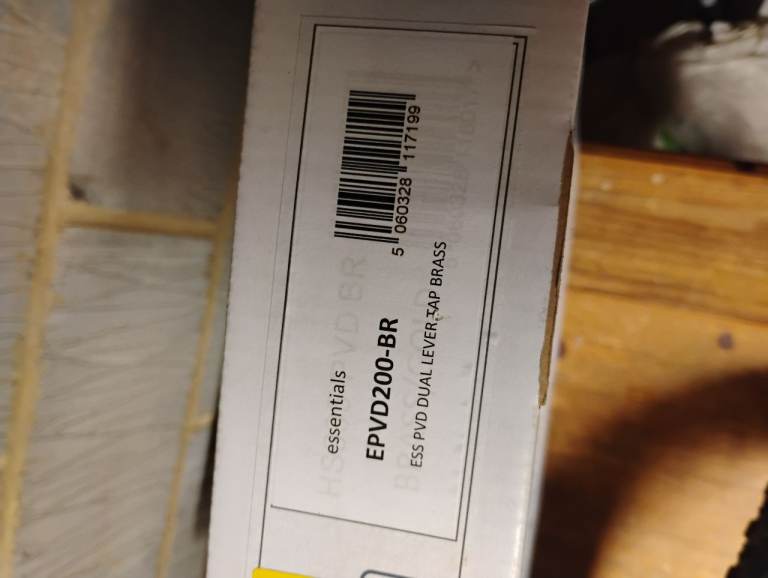 essentials
EPVD200-BR
ESS PVD DUAL LEVER TAP BRASS
5 060328 117199